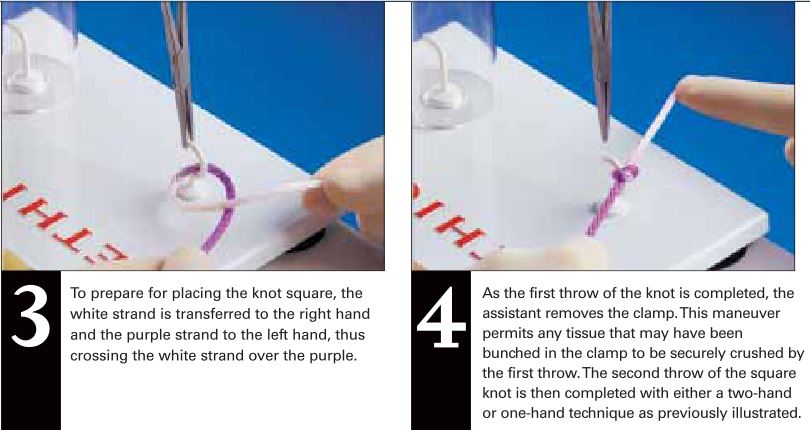 ETHI
HIC
3
To prepare for placing the knot square, the
white strand is transferred to the right hand
and the purple strand to the left hand, thus
crossing the white strand over the purple.
4
As the first throw of the knot is completed, the
assistant removes the clamp. This maneuver
permits any tissue that may have been
bunched in the clamp to be securely crushed by
the first throw. The second throw of the square
knot is then completed with either a two-hand
or one-hand technique as previously illustrated.